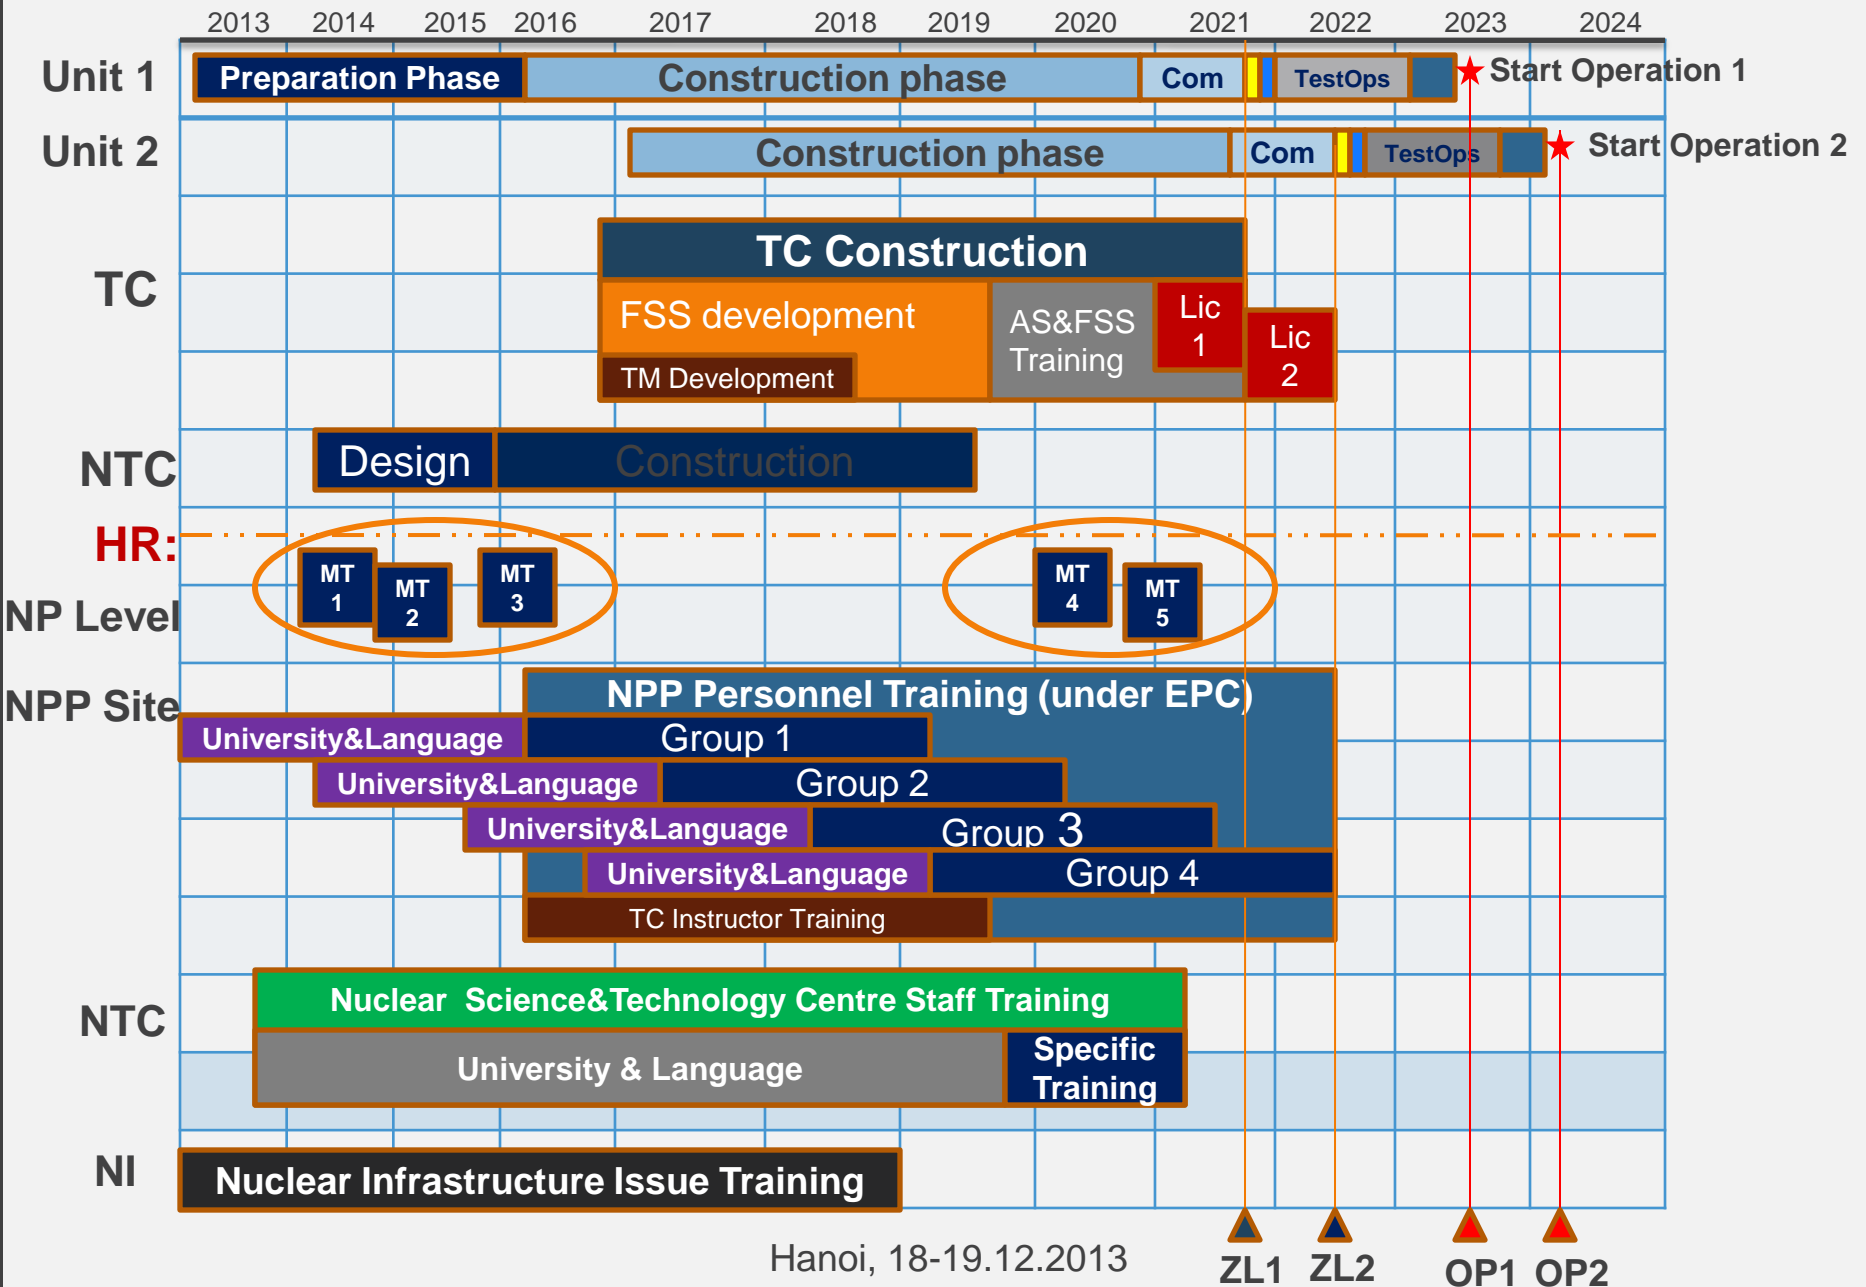 2013 2014 2015 2016 2017 2018 2019 2020 2021 2022 2023 2024
Unit 1 Preparation Phase Construction phase Com TestOps Start Operation 1
Unit 2 Construction phase Com TestOps Start Operation 2
TC
TC Construction
FSS development
TM Development
AS&FSS
Training
Lic
1
Lic
2
NTC Design Construction
HR:
NP Level
MT
1
MT
2
MT
3
MT
4
MT
5
NPP Site
NPP Personnel Training (under EPC)
University&Language Group 1
University&Language Group 2
University&Language Group 3
University&Language Group 4
TC Instructor Training
NTC
Nuclear Science&Technology Centre Staff Training
University & Language
Specific
Training
NI Nuclear Infrastructure Issue Training
Hanoi, 18-19.12.2013
ZL1 ZL2 OP1 OP2